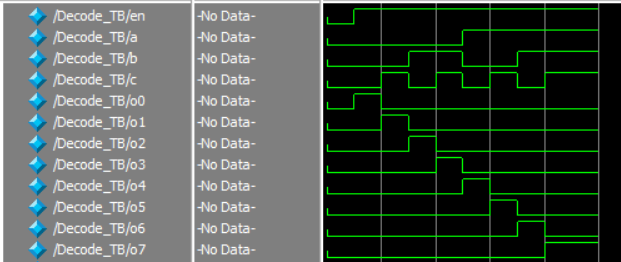 /Decode_TB/en -No Data-
/Decode_TB/a -No Data-
/Decode_TB/b -No Data-
/Decode_TB/c -No Data-
/Decode_TB/o0 -No Data-
/Decode_TB/o1 -No Data-
/Decode_TB/o2 -No Data-
/Decode_TB/o3 -No Data-
/Decode_TB/o4 -No Data-
/Decode_TB/o5 -No Data-
/Decode_TB/o6 -No Data-
/Decode_TB/o7 -No Data-